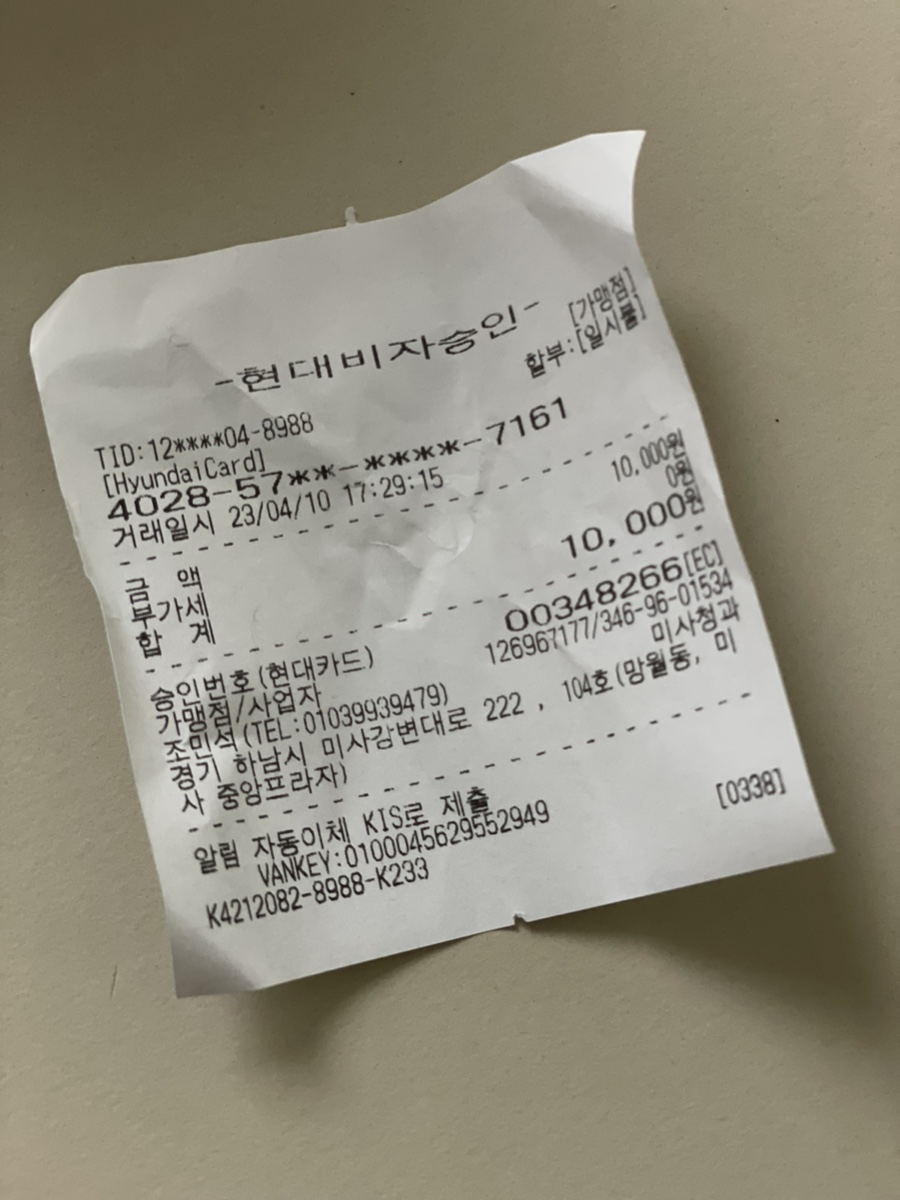 -현대비자승인-
[가맹점]
할부:[일시불]
TID:12****04-8988
[HyundaiCard]
4028-57**-****-7161
거래일시 23/04/10 17:29:15
금 액 10,000원
부가세 0원
합 계 10,000원
승인번호(현대카드) 00348266[EC]
가맹점/사업자 126967177/346-96-01534
조민석(TEL:01039939479) 미사청과
경기 하남시 미사강변대로 222 , 104호(망월동, 미
사 중앙프라자)
알림 자동이체 KIS로 제출
VANKEY:0100045629552949 [0338]
K4212082-8988-K233